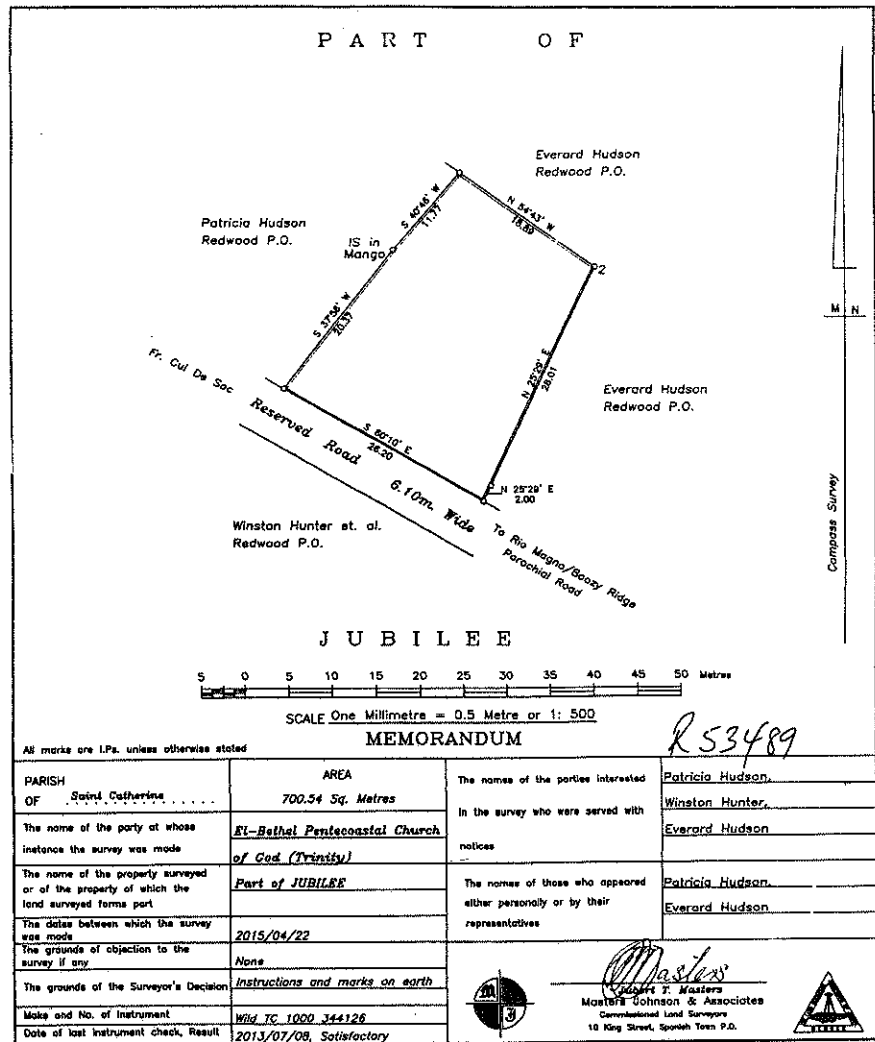 PART OF
Everard Hudson
Redwood P.O.
N 54°43' W
18.89
2
S 40°46' W
11.77
Patricia Hudson
Redwood P.O.
IS in
Mango
S 37°58' W
20.37
M N
N 25°29' E
28.01
Everard Hudson
Redwood P.O.
Fr. Cul De Sac
Reserved Road 6.10m. Wide
S 60°10' E
26.20
N 25°29' E
2.00
To Rio Magno/Boozy Ridge
Parochial Road
Winston Hunter et. al.
Redwood P.O.
Compass Survey
JUBILEE
5 0 5 10 15 20 25 30 35 40 45 50 Metres
SCALE One Millimetre = 0.5 Metre or 1: 500
All marks are I.Ps. unless otherwise stated
MEMORANDUM
R 53489
PARISH
OF Saint Catherine
AREA
700.54 Sq. Metres
The names of the parties interested
in the survey who were served with
notices
Patricia Hudson,
Winston Hunter,
Everard Hudson
The name of the party at whose
instance the survey was made
El-Bethel Pentecoastal Church
of God (Trinity)
The name of the property surveyed
or of the property of which the
land surveyed forms part
Part of JUBILEE
The names of those who appeared
either personally or by their
representatives
Patricia Hudson,
Everard Hudson
The dates between which the survey
was made
2015/04/22
The grounds of objection to the
survey if any
None
The grounds of the Surveyor's Decision
Instructions and marks on earth
Make and No. of Instrument
Wild TC 1000 344126
Date of last instrument check, Result
2013/07/08, Satisfactory
M J
Masters
T. Masters
Masters Johnson & Associates
Commissioned Land Surveyors
10 King Street, Spanish Town P.O.